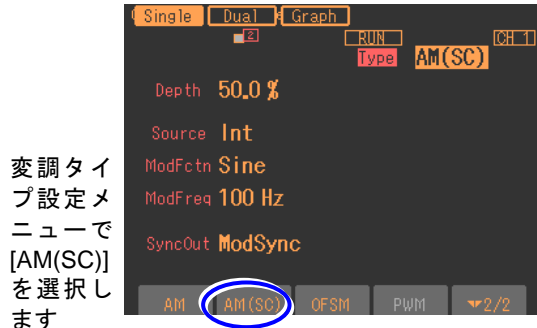 Single Dual Graph
2
RUN CH 1
Type AM(SC)
Depth 50.0 %
Source Int
ModFctn Sine
ModFreq 100 Hz
SyncOut ModSync
AM AM(SC) OFSM PWM 2/2
変調タイ
プ設定メ
ニューで
[AM(SC)]
を選択し
ます